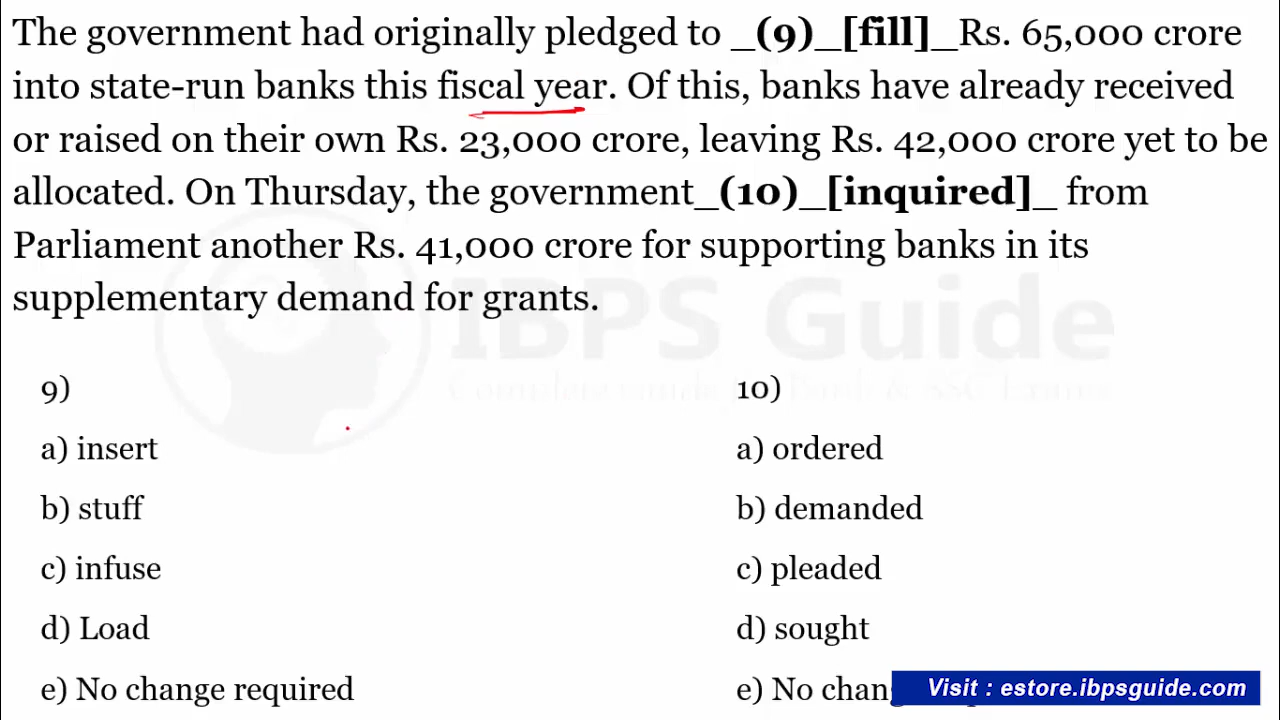 The government had originally pledged to _(9)_[fill]_Rs. 65,000 crore
into state-run banks this fiscal year. Of this, banks have already received
or raised on their own Rs. 23,000 crore, leaving Rs. 42,000 crore yet to be
allocated. On Thursday, the government_(10)_[inquired]_ from
Parliament another Rs. 41,000 crore for supporting banks in its
supplementary demand for grants.
IBPS Guide
9)
a) insert
b) stuff
c) infuse
d) Load
e) No change required
10)
a) ordered
b) demanded
c) pleaded
d) sought
e) No
Visit : estore.ibpsguide.com